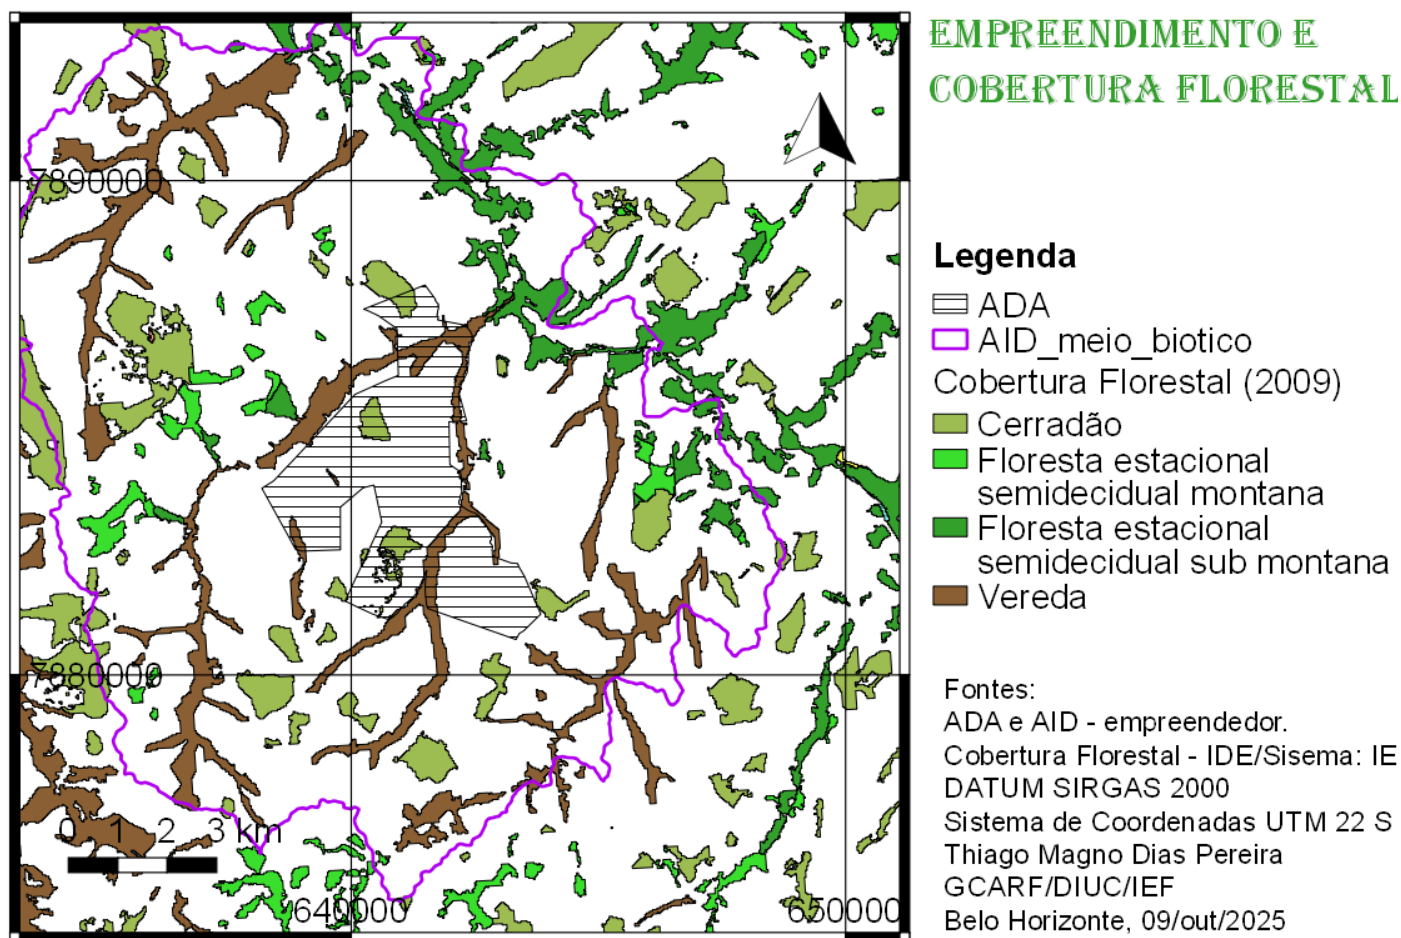 EMPREENDIMENTO E
COBERTURA FLORESTAL
7890000
7880000
0 1 2 3 km
640000
650000
Legenda
ADA
AID_meio_biotico
Cobertura Florestal (2009)
Cerradão
Floresta estacional
semidecidual montana
Floresta estacional
semidecidual sub montana
Vereda
Fontes:
ADA e AID - empreendedor.
Cobertura Florestal - IDE/Sisema: IE
DATUM SIRGAS 2000
Sistema de Coordenadas UTM 22 S
Thiago Magno Dias Pereira
GCARF/DIUC/IEF
Belo Horizonte, 09/out/2025